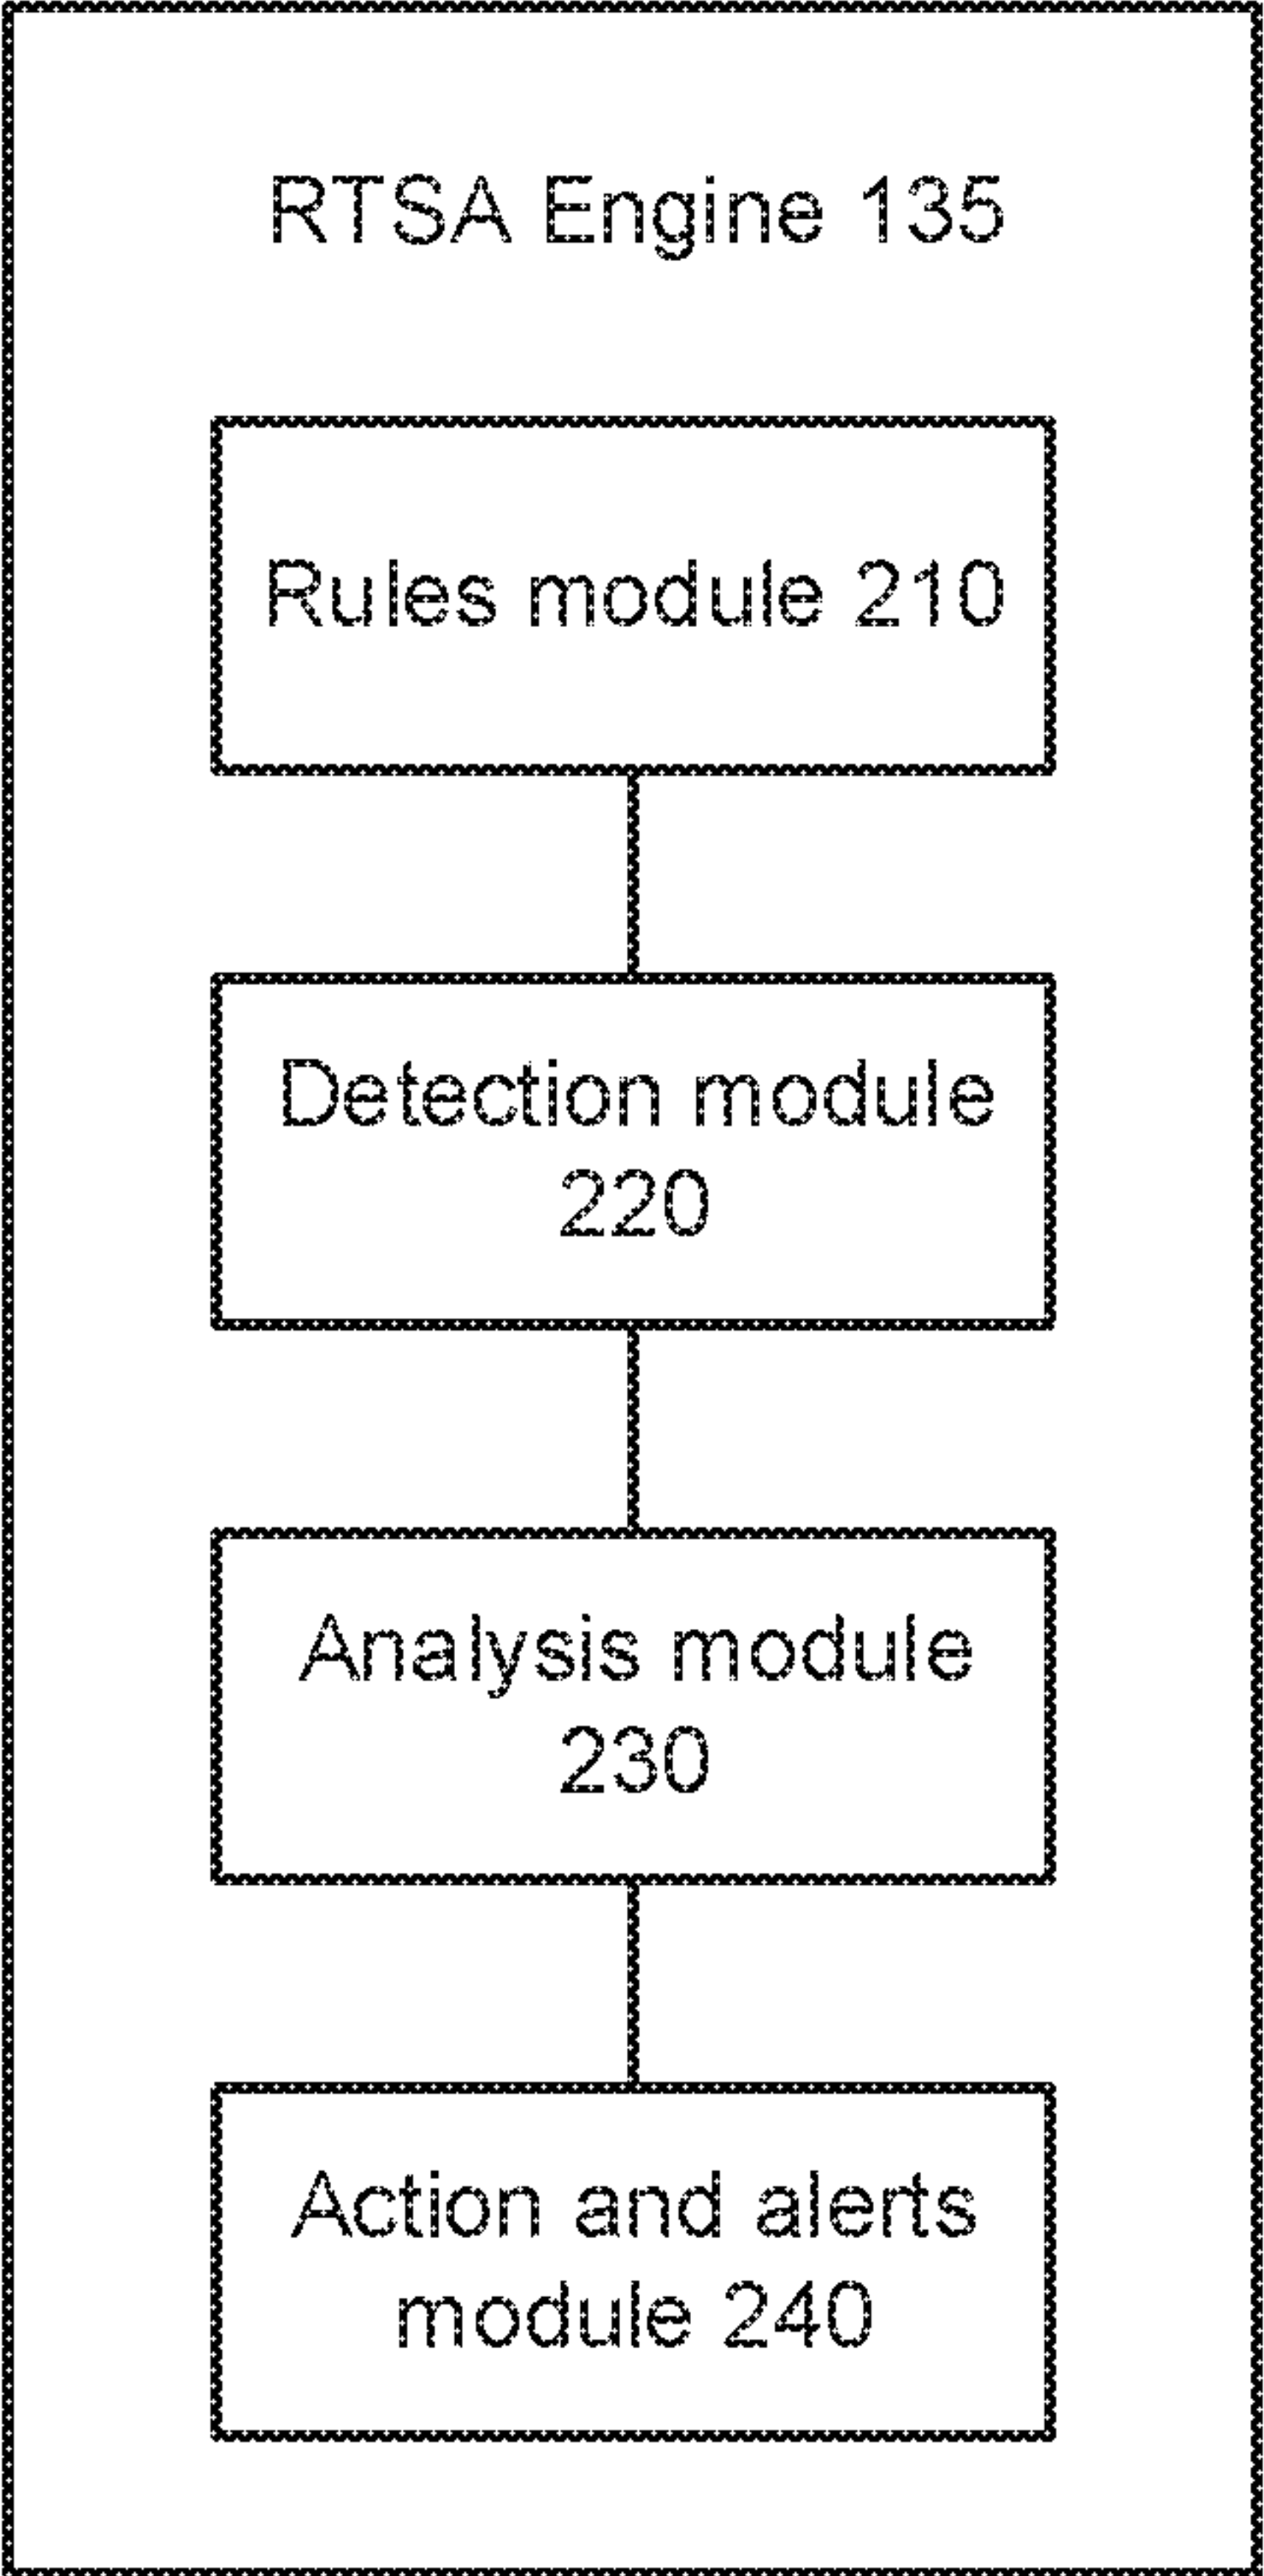 RTSA Engine 135
Rules module 210
Detection module
220
Analysis module
230
Action and alerts
module 240